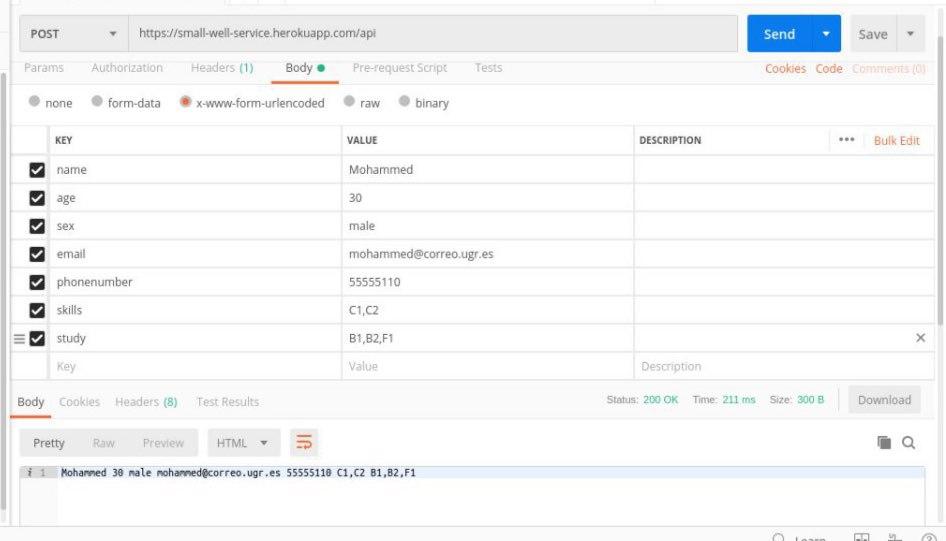 POST https://small-well-service.herokuapp.com/api Send Save
Params Authorization Headers (1) Body Pre-request Script Tests Cookies Code Comments (0)
none form-data x-www-form-urlencoded raw binary
KEY VALUE DESCRIPTION ••• Bulk Edit
name Mohammed
age 30
sex male
email mohammed@correo.ugr.es
phonenumber 55555110
skills C1,C2
study B1,B2,F1
Key Value Description
Body Cookies Headers (8) Test Results Status: 200 OK Time: 211 ms Size: 300 B Download
Pretty Raw Preview HTML
i 1 Mohammed 30 male mohammed@correo.ugr.es 55555110 C1,C2 B1,B2,F1
Learn